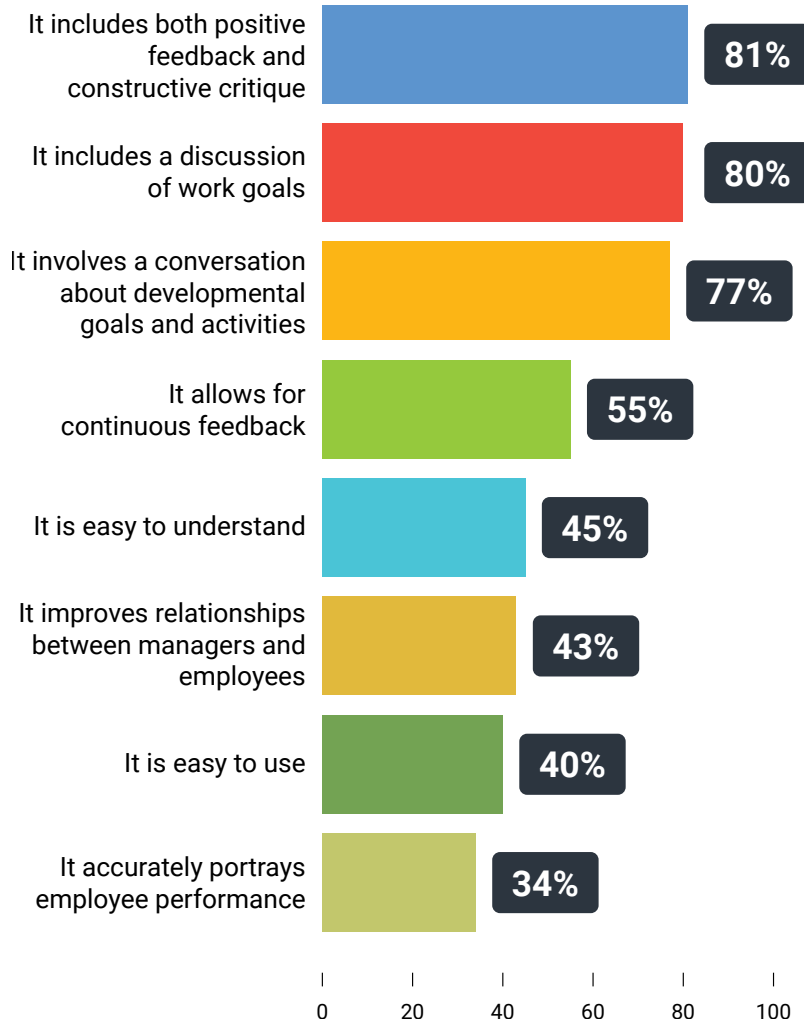 It includes both positive
feedback and
constructive critique
81%
It includes a discussion
of work goals
80%
It involves a conversation
about developmental
goals and activities
77%
It allows for
continuous feedback
55%
It is easy to understand
45%
It improves relationships
between managers and
employees
43%
It is easy to use
40%
It accurately portrays
employee performance
34%
0 20 40 60 80 100